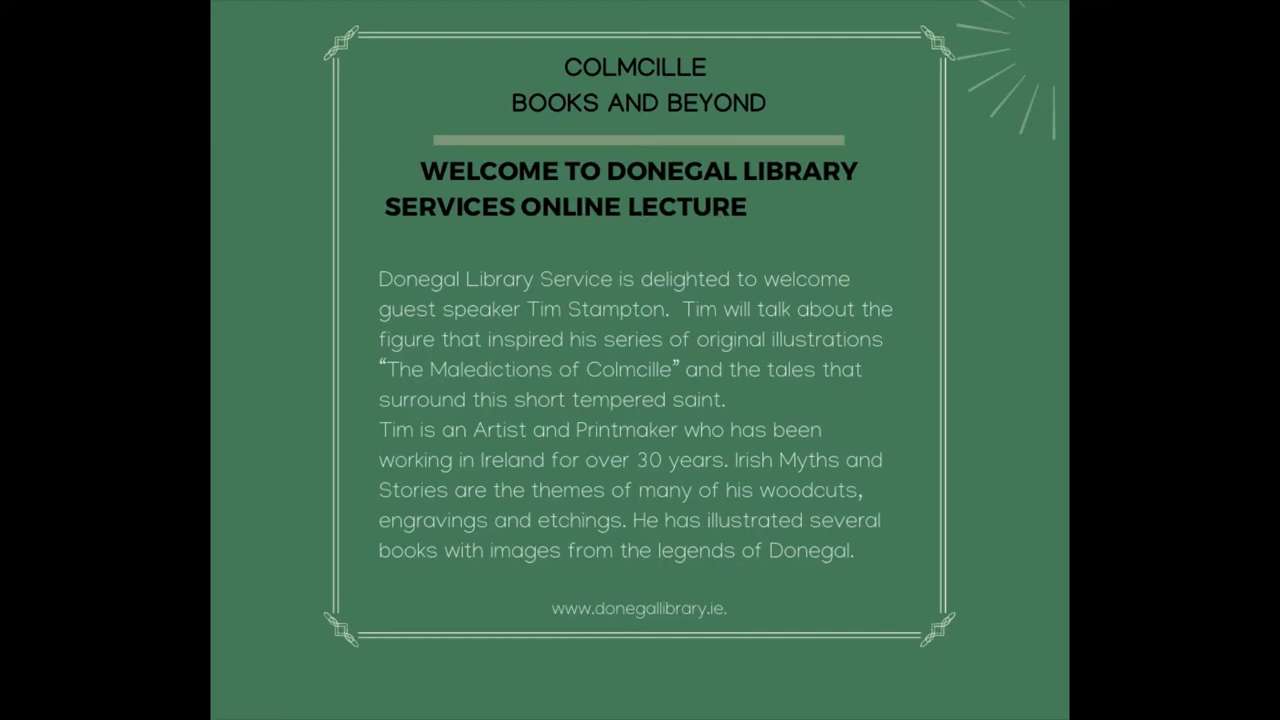 COLMCILLE
BOOKS AND BEYOND
WELCOME TO DONEGAL LIBRARY
SERVICES ONLINE LECTURE
Donegal Library Service is delighted to welcome
guest speaker Tim Stampton. Tim will talk about the
figure that inspired his series of original illustrations
“The Maledictions of Colmcille” and the tales that
surround this short tempered saint.
Tim is an Artist and Printmaker who has been
working in Ireland for over 30 years. Irish Myths and
Stories are the themes of many of his woodcuts,
engravings and etchings. He has illustrated several
books with images from the legends of Donegal.
www.donegallibrary.ie.